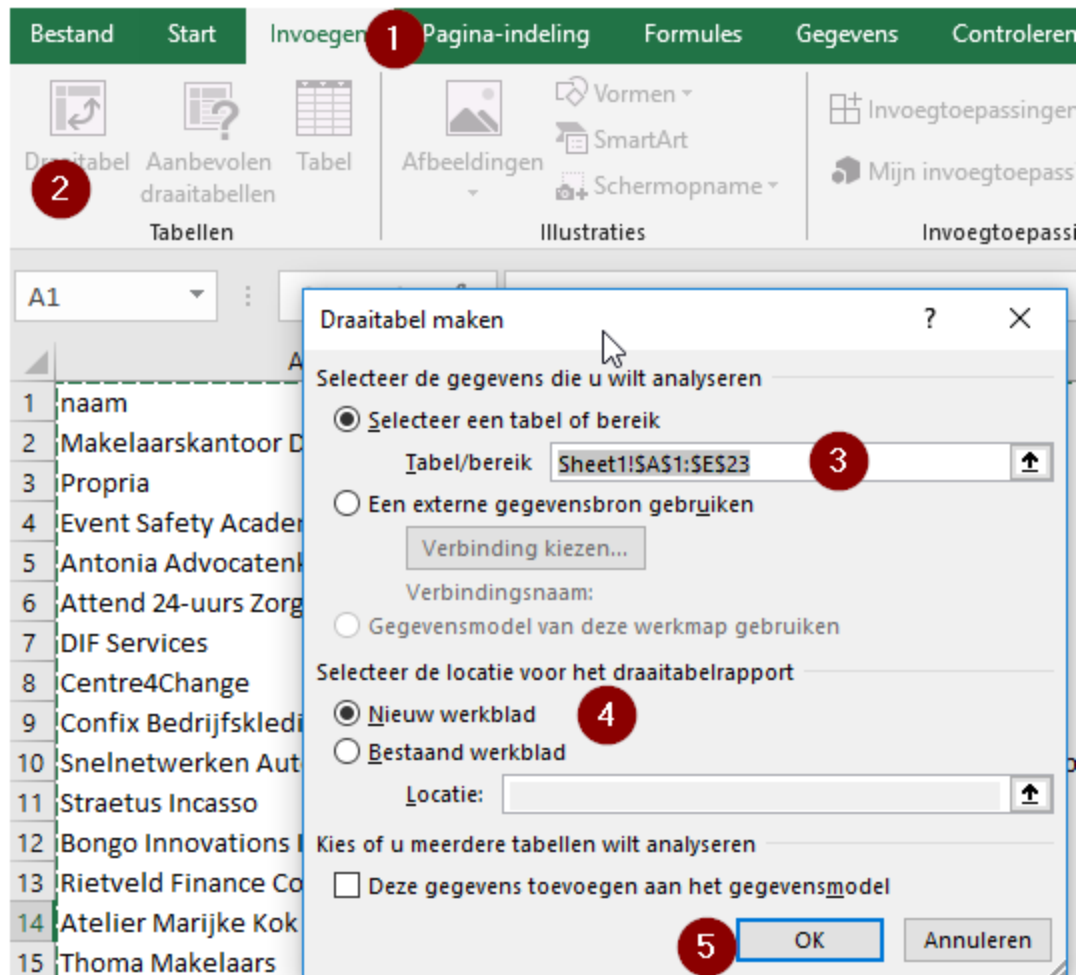 Bestand Start Invoegen 1 Pagina-indeling Formules Gegevens Controleren
Vormen
Invoegtoepassingen
SmartArt
Draaitabel Aanbevolen draaitabellen Tabel Afbeeldingen
Mijn invoegtoepass
2
Schermopname
Tabellen Illustraties Invoegtoepassi
A1
Draaitabel maken ?
A
Selecteer de gegevens die u wilt analyseren
1 naam
Selecteer een tabel of bereik
2 Makelaarskantoor D
Tabel/bereik Sheet1!$A$1:$E$23 3
3 Propria
Een externe gegevensbron gebruiken
4 Event Safety Acade
Verbinding kiezen...
5 Antonia Advocaten
Verbindingsnaam:
6 Attend 24-uurs Zorg
Gegevensmodel van deze werkmap gebruiken
7 DIF Services
Selecteer de locatie voor het draaitabelrapport
8 Centre4Change
Nieuw werkblad 4
9 Confix Bedrijfskledi
Bestaand werkblad
10 Snelnetwerken Aut
Locatie:
11 Straetus Incasso
Kies of u meerdere tabellen wilt analyseren
12 Bongo Innovations
Deze gegevens toevoegen aan het gegevensmodel
13 Rietveld Finance Co
14 Atelier Marijke Kok
5 OK Annuleren
15 Thoma Makelaars